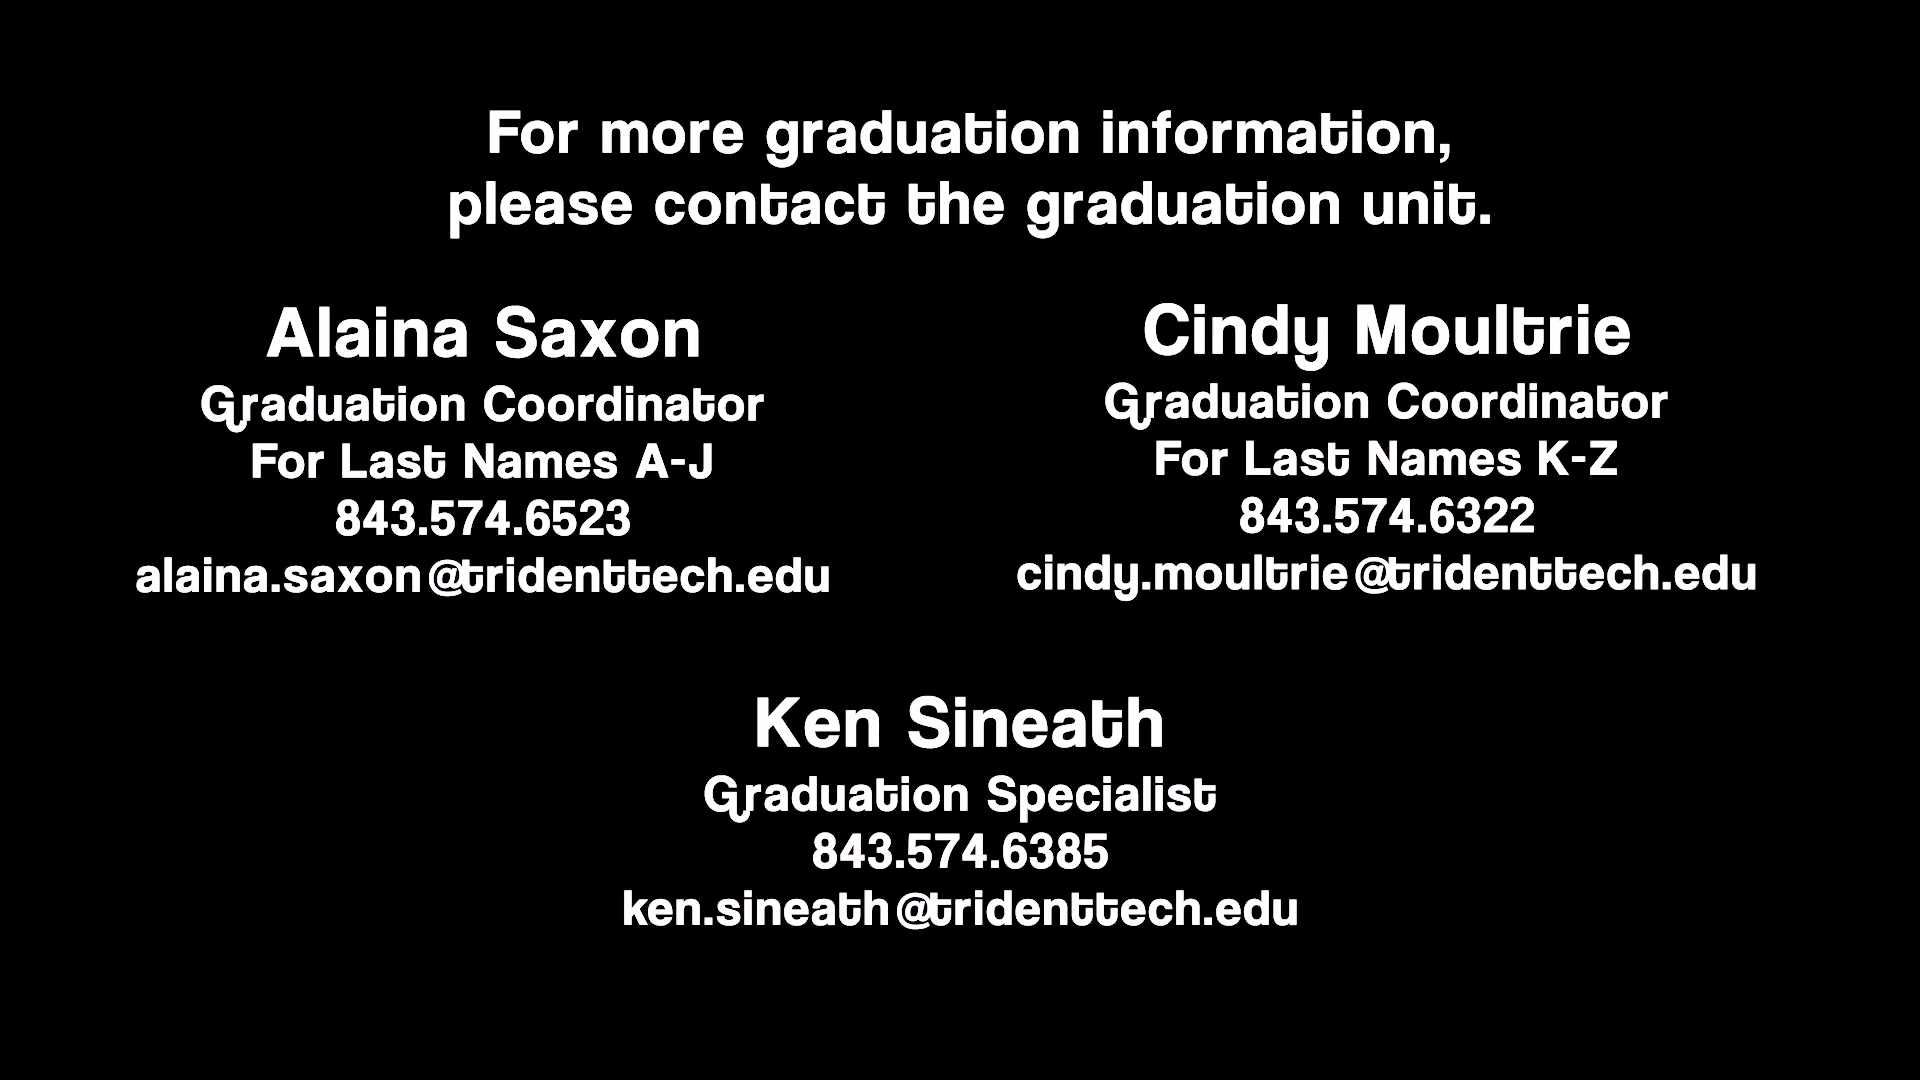 For more graduation information,
please contact the graduation unit.
Alaina Saxon
Graduation Coordinator
For Last Names A-J
843.574.6523
alaina.saxon@tridenttech.edu
Cindy Moultrie
Graduation Coordinator
For Last Names K-Z
843.574.6322
cindy.moultrie@tridenttech.edu
Ken Sineath
Graduation Specialist
843.574.6385
ken.sineath@tridenttech.edu